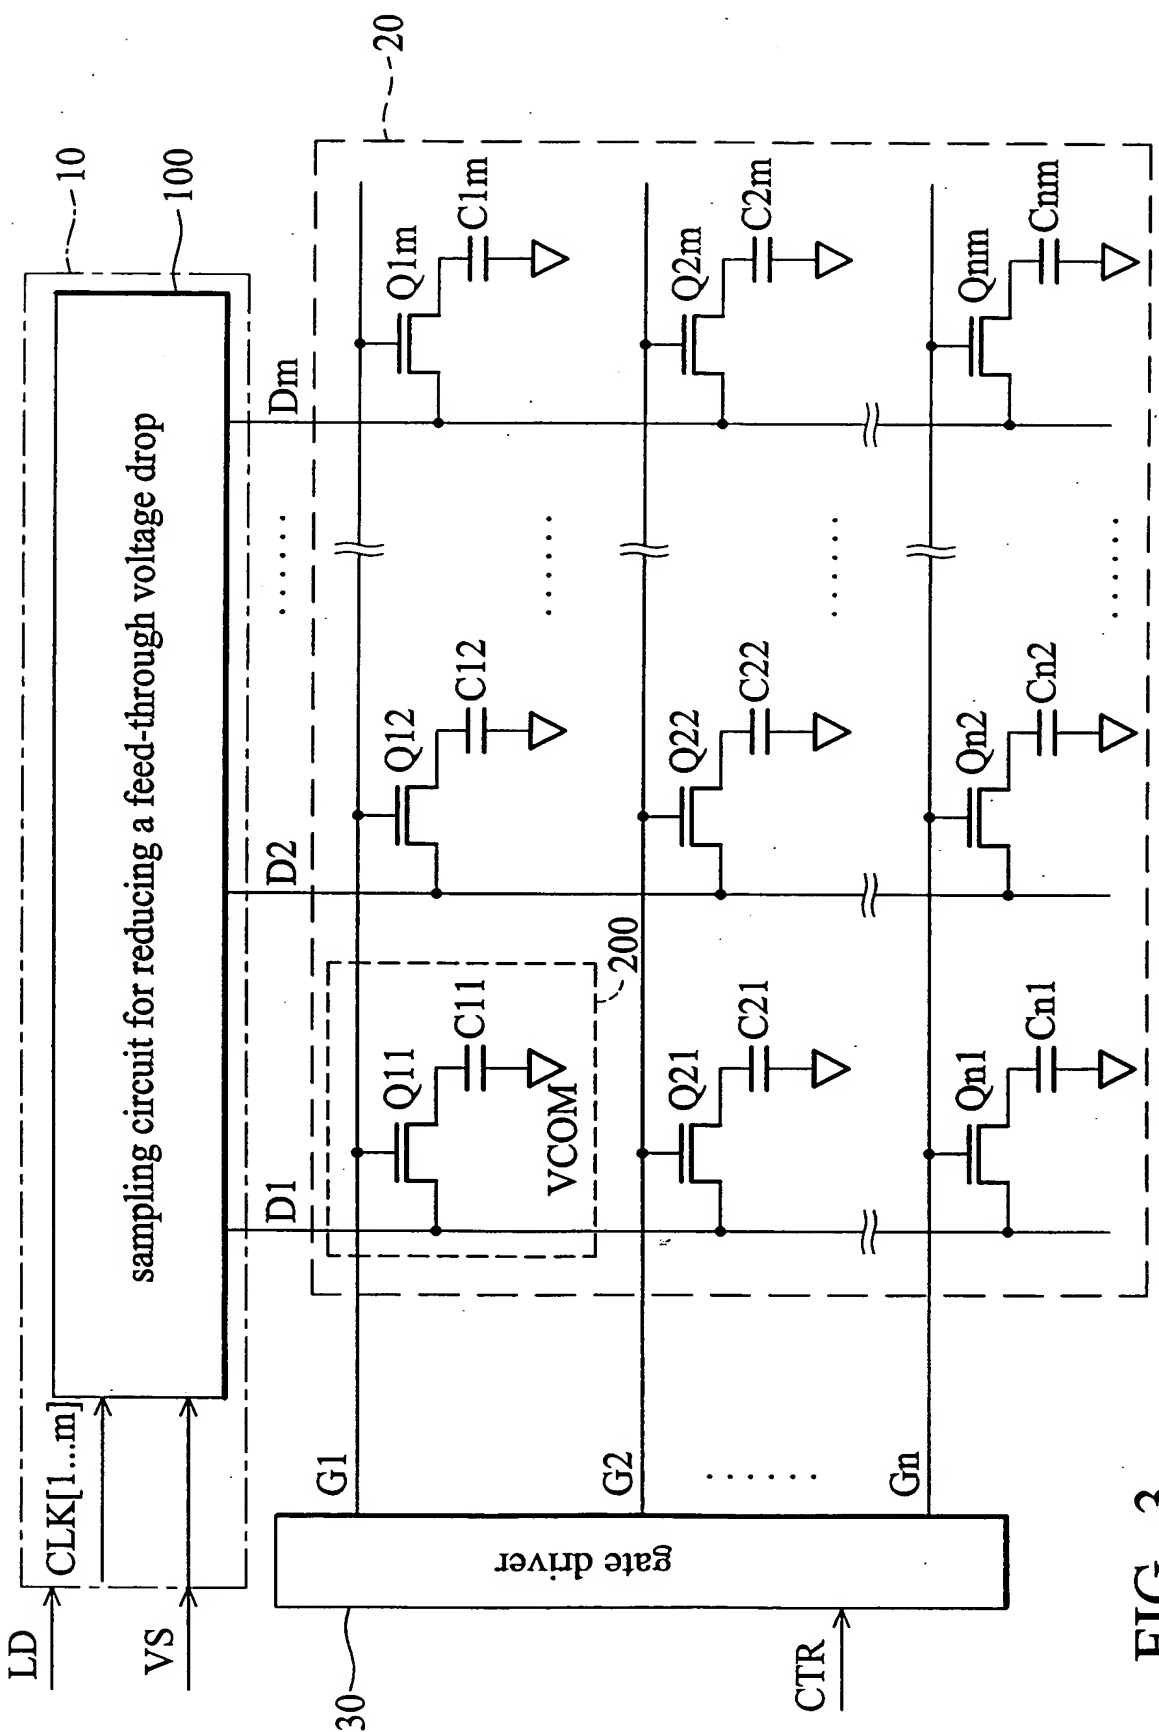 LD
VS
CLK[1...m]
10
sampling circuit for reducing a feed-through voltage drop
100
D1
D2
......
Dm
20
30
gate driver
CTR
G1
Q11
C11
VCOM
200
Q12
C12
......
Q1m
C1m
G2
Q21
C21
Q22
C22
......
Q2m
C2m
......
Gn
Qn1
Cn1
Qn2
Cn2
......
Qnm
Cnm
FIG. 3